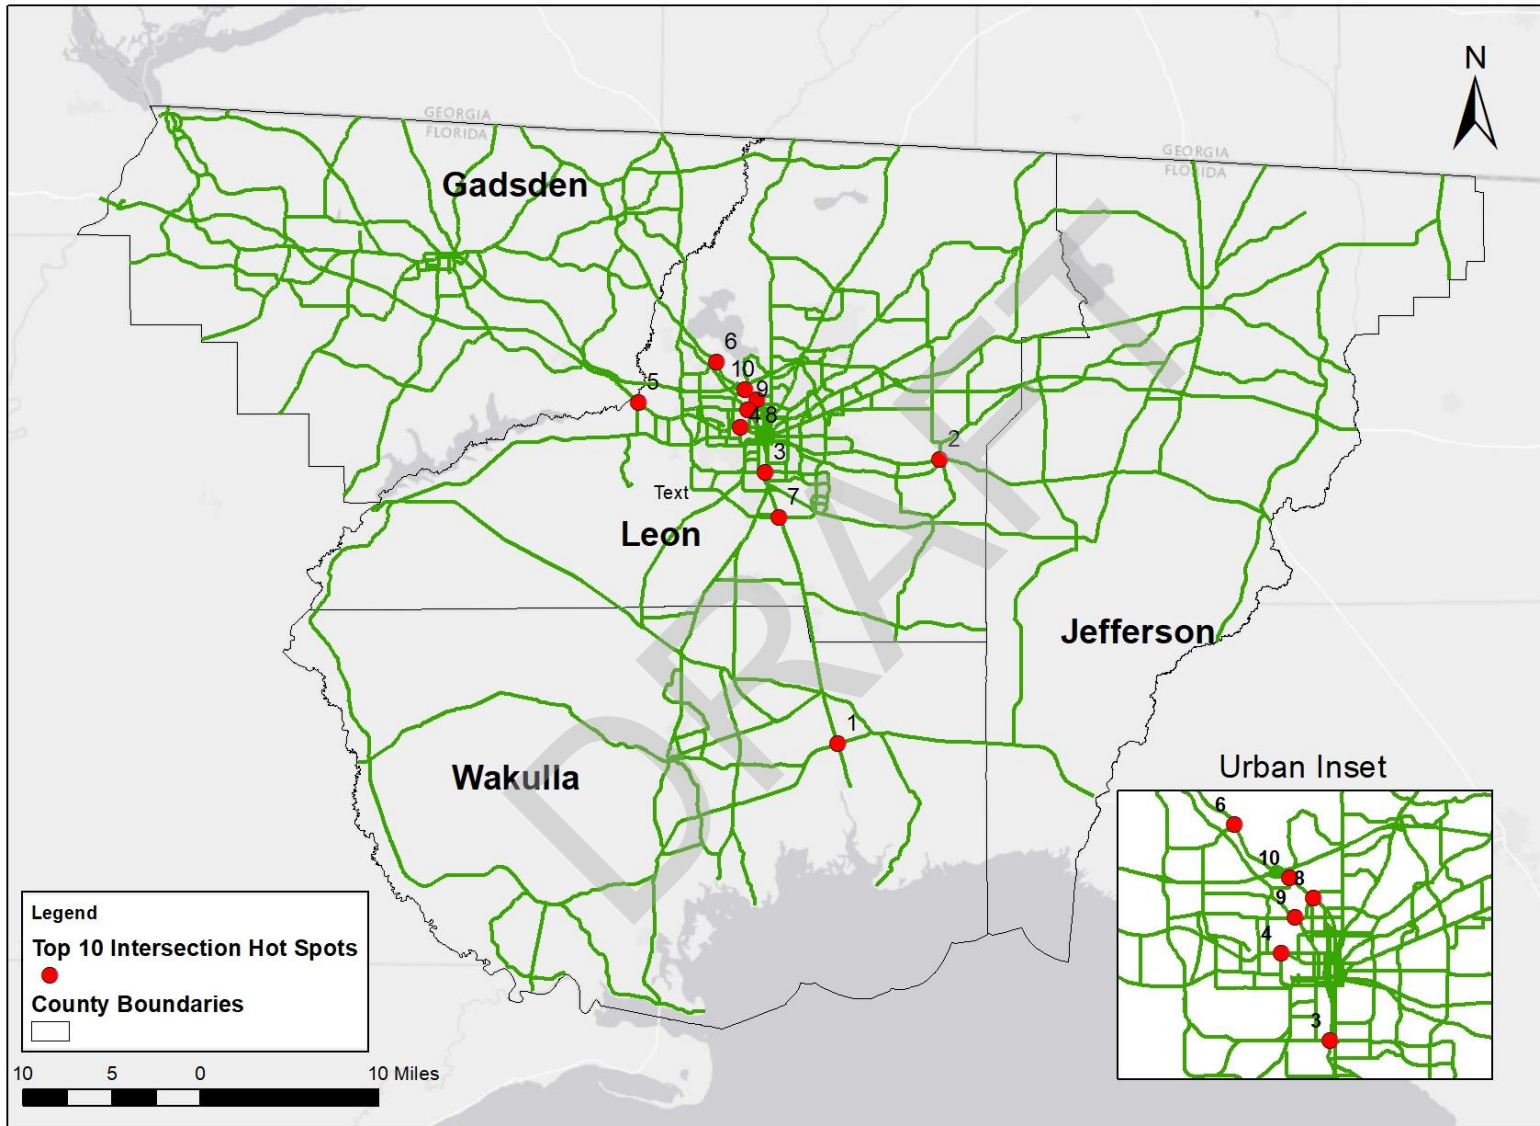 N
GEORGIA
FLORIDA
GEORGIA
FLORIDA
Gadsden
6
10
5
9
4 8
2
3
Text
7
Leon
Jefferson
1
Wakulla
DRAFT
Urban Inset
6
10
8
9
4
3
Legend
Top 10 Intersection Hot Spots
County Boundaries
10 5 0 10 Miles